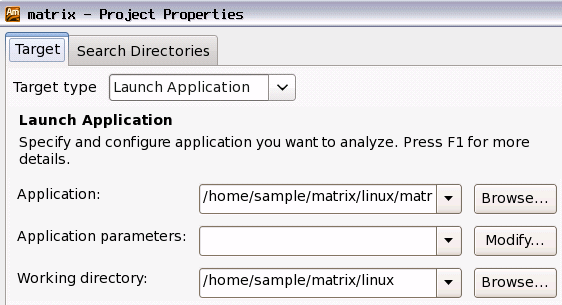 Am matrix - Project Properties
Target Search Directories
Target type Launch Application
Launch Application
Specify and configure application you want to analyze. Press F1 for more
details.
Application: /home/sample/matrix/linux/matr Browse...
Application parameters: Modify...
Working directory: /home/sample/matrix/linux Browse...